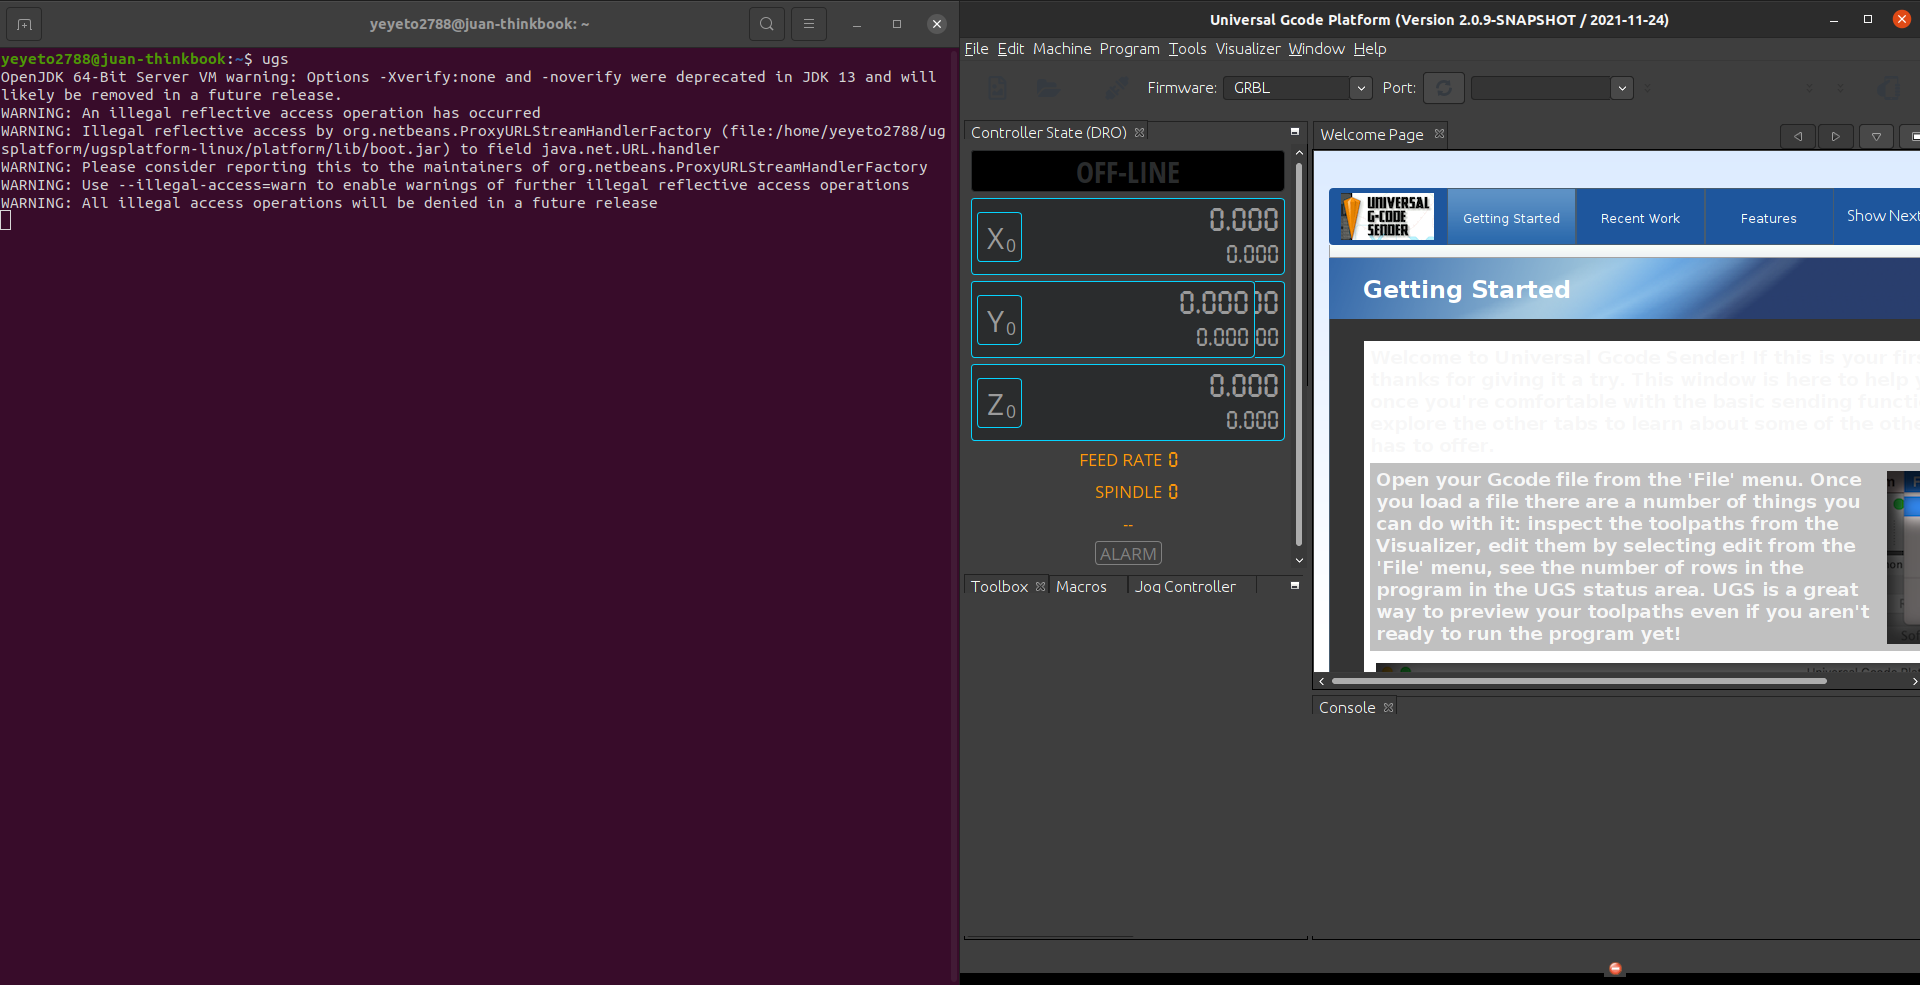 yeyeto2788@juan-thinkbook: ~
yeyeto2788@juan-thinkbook:~$ ugs
OpenJDK 64-Bit Server VM warning: Options -Xverify:none and -noverify were deprecated in JDK 13 and will
likely be removed in a future release.
WARNING: An illegal reflective access operation has occurred
WARNING: Illegal reflective access by org.netbeans.ProxyURLStreamHandlerFactory (file:/home/yeyeto2788/ug
splatform/ugsplatform-linux/platform/lib/boot.jar) to field java.net.URL.handler
WARNING: Please consider reporting this to the maintainers of org.netbeans.ProxyURLStreamHandlerFactory
WARNING: Use --illegal-access=warn to enable warnings of further illegal reflective access operations
WARNING: All illegal access operations will be denied in a future release
Universal Gcode Platform (Version 2.0.9-SNAPSHOT / 2021-11-24)
File Edit Machine Program Tools Visualizer Window Help
Firmware: GRBL Port:
Controller State (DRO)
OFF-LINE
X0 0.000
0.000
Y0 0.000 00
0.000 00
Z0 0.000
0.000
FEED RATE 0
SPINDLE 0
--
ALARM
Toolbox Macros Jog Controller
Welcome Page
UNIVERSAL
G-CODE
SENDER
Getting Started Recent Work Features Show Next
Getting Started
Welcome to Universal Gcode Sender! If this is your firs
thanks for giving it a try. This window is here to help y
once you're comfortable with the basic sending functi
explore the other tabs to learn about some of the othe
has to offer.
Open your Gcode file from the 'File' menu. Once
you load a file there are a number of things you
can do with it: inspect the toolpaths from the
Visualizer, edit them by selecting edit from the
'File' menu, see the number of rows in the
program in the UGS status area. UGS is a great
way to preview your toolpaths even if you aren't
ready to run the program yet!
Console